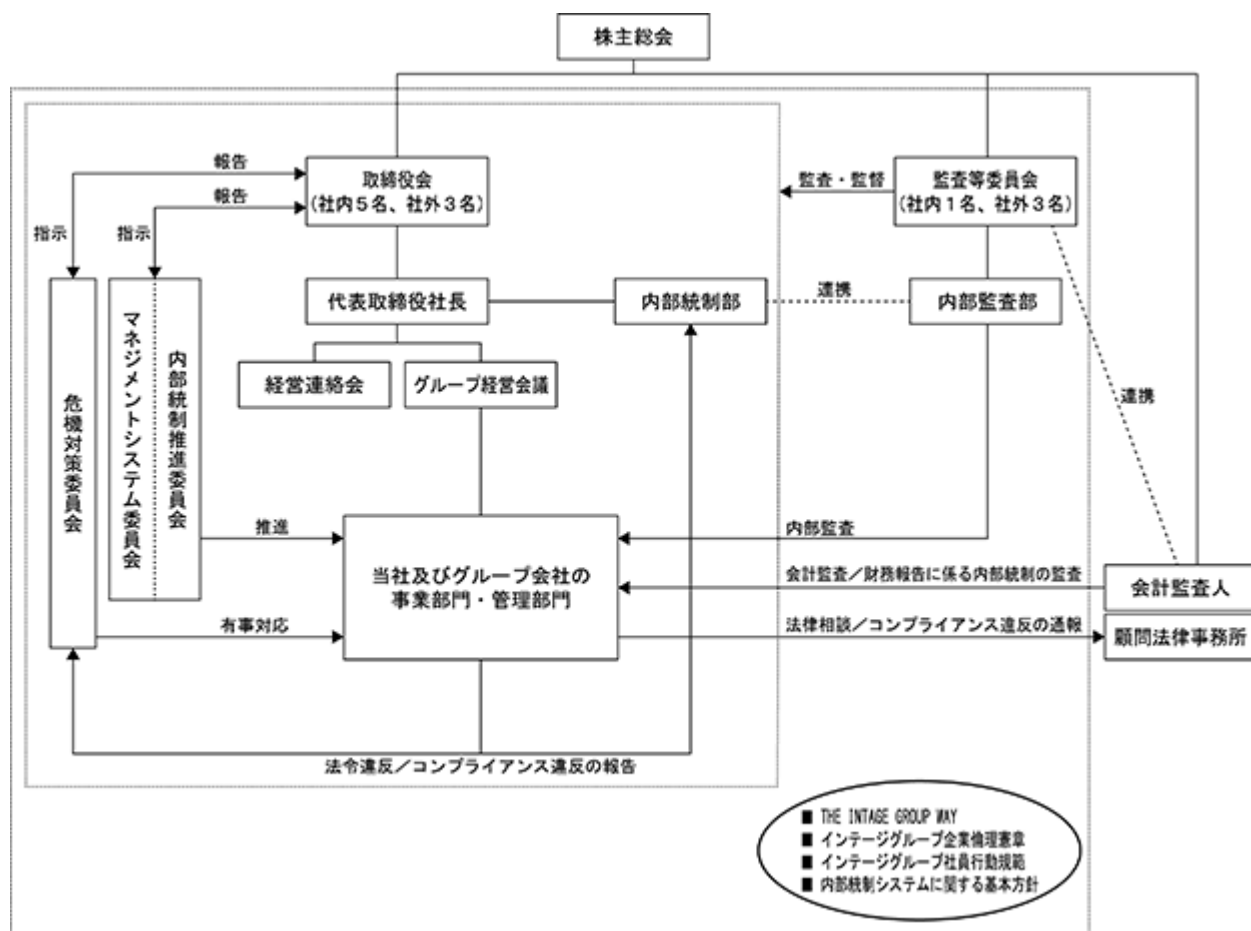 株主総会
報告
取締役会
(社内5名、社外3名)
監査・監督
監査等委員会
(社内1名、社外3名)
報告
指示
指示
代表取締役社長
内部統制部
連携
内部監査部
経営連絡会
グループ経営会議
危機対策委員会
マネジメントシステム委員会
内部統制推進委員会
連携
推進
内部監査
当社及びグループ会社の
事業部門・管理部門
会計監査/財務報告に係る内部統制の監査
会計監査人
有事対応
法律相談/コンプライアンス違反の通報
顧問法律事務所
法令違反/コンプライアンス違反の報告
■ THE INTAGE GROUP WAY
■ インテージグループ企業倫理憲章
■ インテージグループ社員行動規範
■ 内部統制システムに関する基本方針